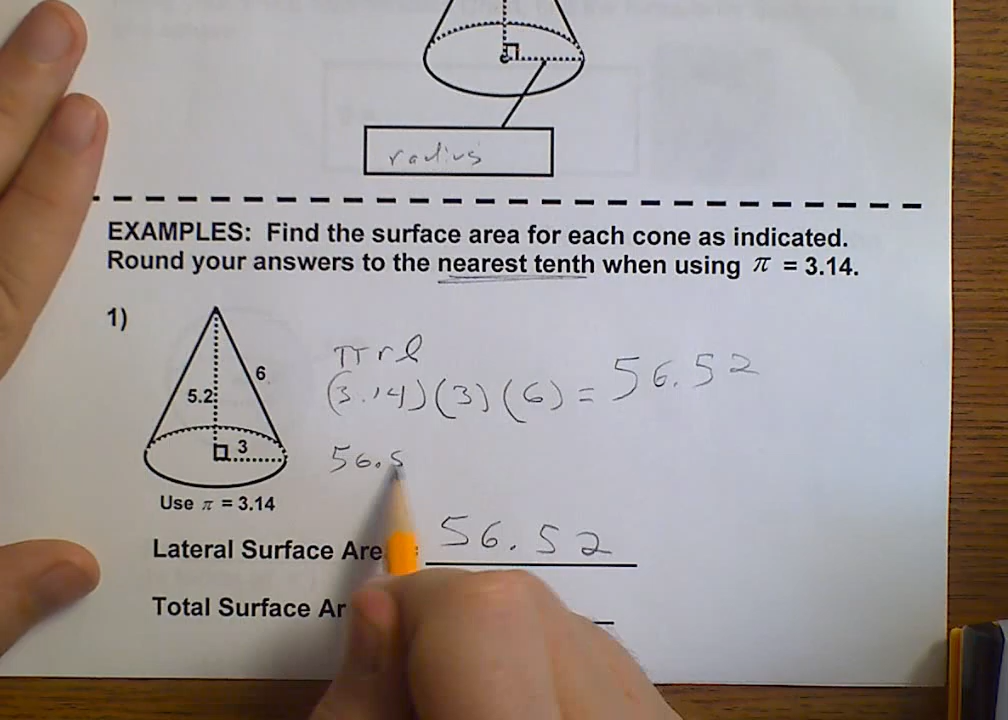 radius
EXAMPLES: Find the surface area for each cone as indicated.
Round your answers to the nearest tenth when using π = 3.14.
1)
6
5.2
3
Use π = 3.14
πrl
(3.14)(3)(6) = 56.52
56.5
Lateral Surface Are
56.52
Total Surface Ar